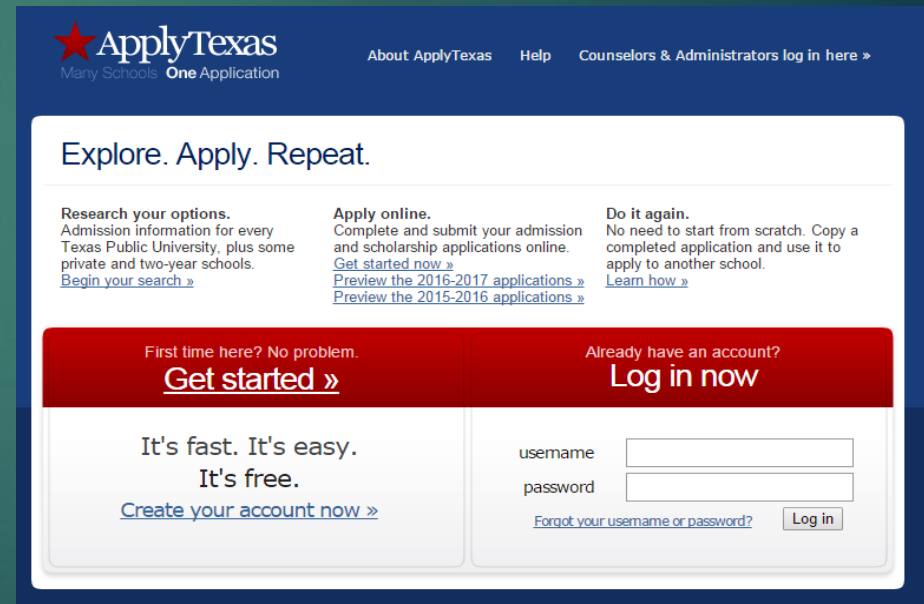 ApplyTexas
Many Schools One Application
About ApplyTexas Help Counselors & Administrators log in here »
Explore. Apply. Repeat.
Research your options.
Admission information for every
Texas Public University, plus some
private and two-year schools.
Begin your search »
Apply online.
Complete and submit your admission
and scholarship applications online.
Get started now »
Preview the 2016-2017 applications »
Preview the 2015-2016 applications »
Do it again.
No need to start from scratch. Copy a
completed application and use it to
apply to another school.
Learn how »
First time here? No problem.
Get started »
It's fast. It's easy.
It's free.
Create your account now »
Already have an account?
Log in now
username
password
Forgot your username or password? Log in